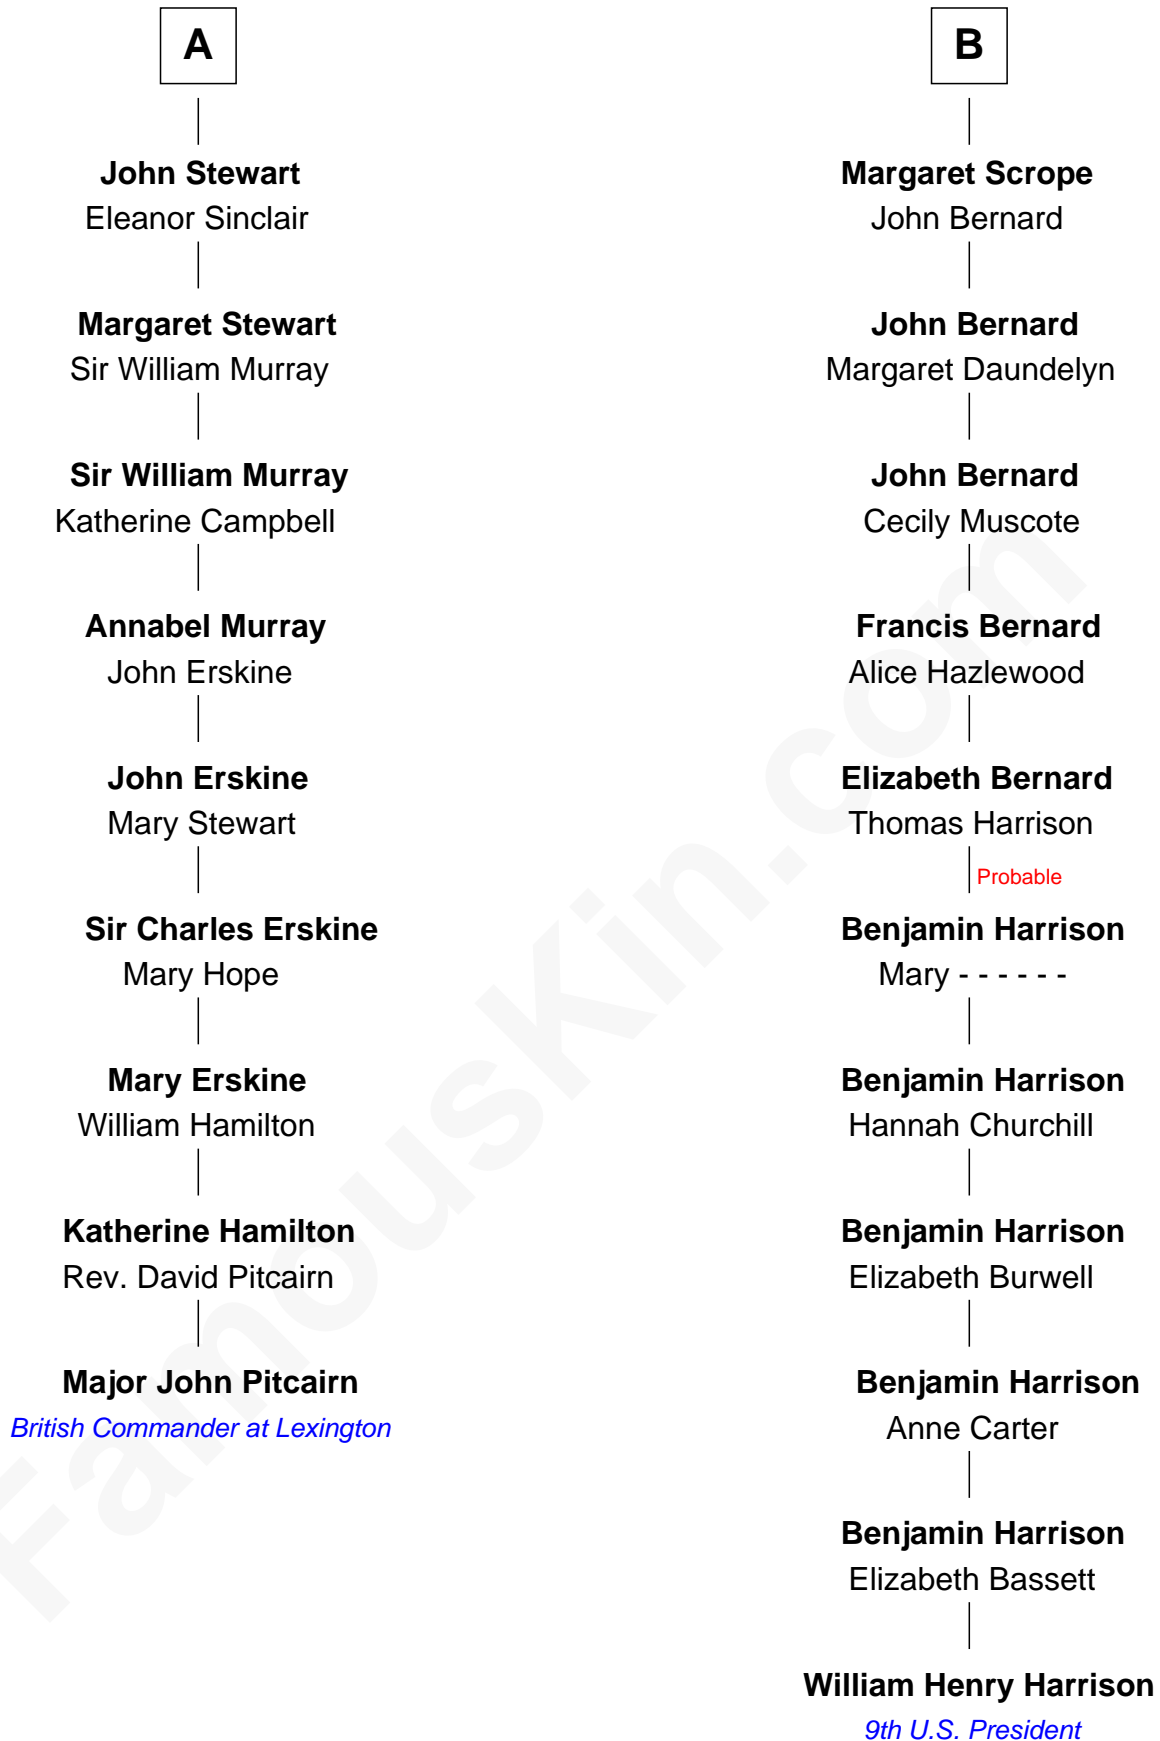 A
John Stewart
Eleanor Sinclair
Margaret Stewart
Sir William Murray
Sir William Murray
Katherine Campbell
Annabel Murray
John Erskine
John Erskine
Mary Stewart
Sir Charles Erskine
Mary Hope
Mary Erskine
William Hamilton
Katherine Hamilton
Rev. David Pitcairn
Major John Pitcairn
British Commander at Lexington
B
Margaret Scrope
John Bernard
John Bernard
Margaret Daundelyn
John Bernard
Cecily Muscote
Francis Bernard
Alice Hazlewood
Elizabeth Bernard
Thomas Harrison
Probable
Benjamin Harrison
Mary - - - - - -
Benjamin Harrison
Hannah Churchill
Benjamin Harrison
Elizabeth Burwell
Benjamin Harrison
Anne Carter
Benjamin Harrison
Elizabeth Bassett
William Henry Harrison
9th U.S. President
FamousKin.com